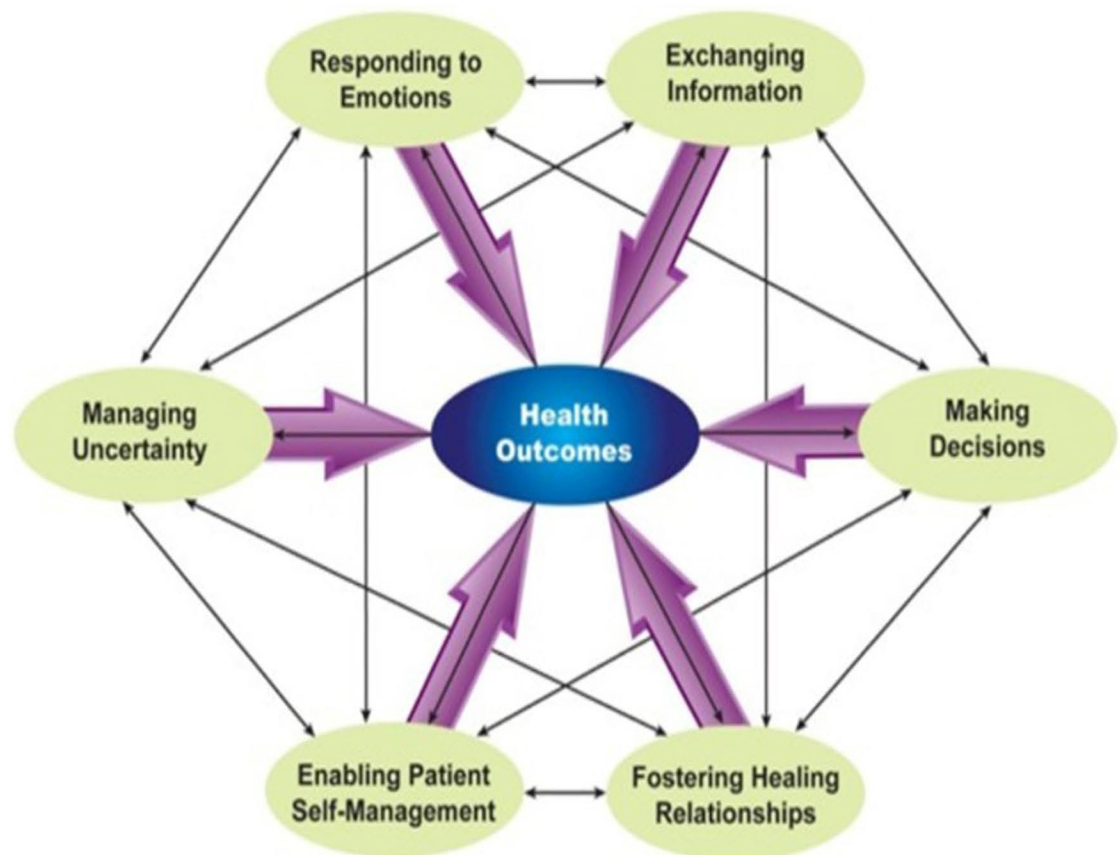 Responding to
Emotions
Exchanging
Information
Managing
Uncertainty
Health
Outcomes
Making
Decisions
Enabling Patient
Self-Management
Fostering Healing
Relationships